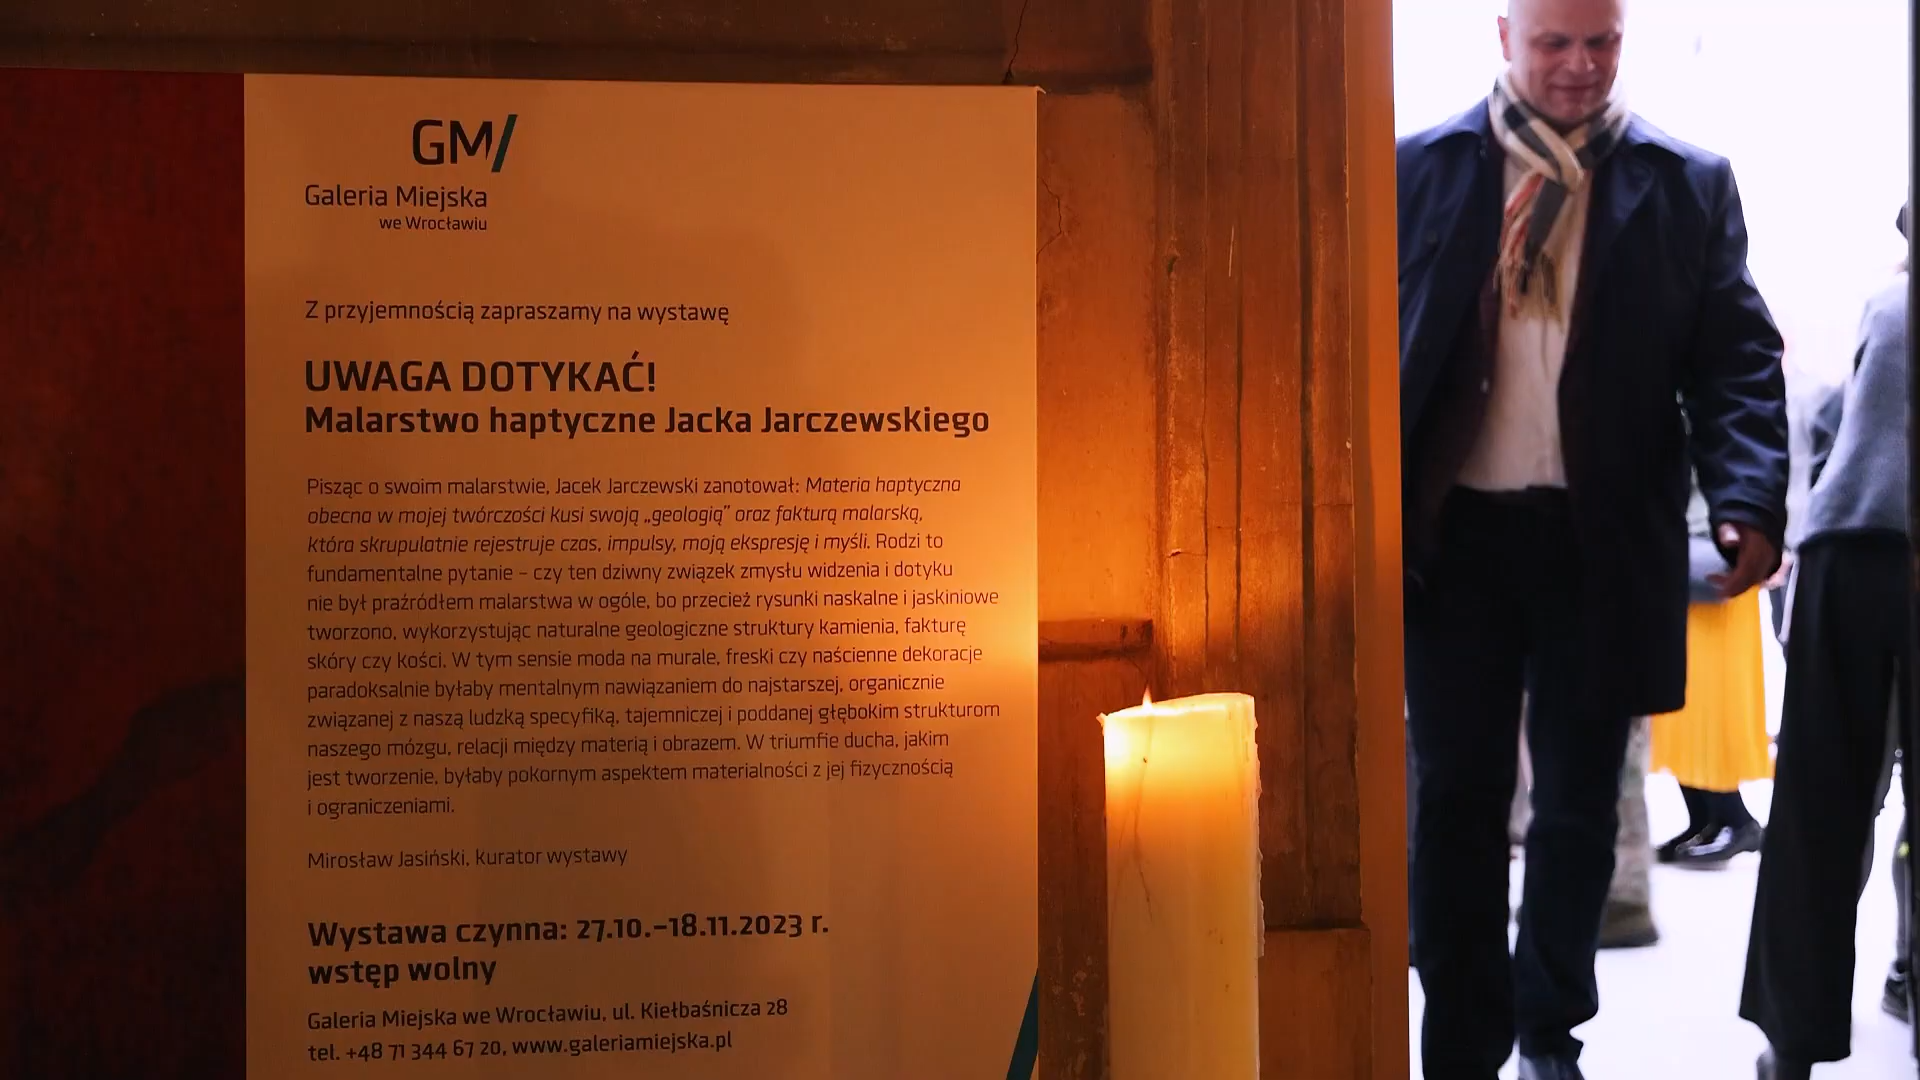 GM/
Galeria Miejska
we Wrocławiu
Z przyjemnością zapraszamy na wystawę
UWAGA DOTYKAĆ!
Malarstwo haptyczne Jacka Jarczewskiego
Pisząc o swoim malarstwie, Jacek Jarczewski zanotował: Materia haptyczna
obecna w mojej twórczości kusi swoją „geologią” oraz fakturą malarską,
która skrupulatnie rejestruje czas, impulsy, moją ekspresję i myśli. Rodzi to
fundamentalne pytanie – czy ten dziwny związek zmysłu widzenia i dotyku
nie był praźródłem malarstwa w ogóle, bo przecież rysunki naskalne i jaskiniowe
tworzono, wykorzystując naturalne geologiczne struktury kamienia, fakturę
skóry czy kości. W tym sensie moda na murale, freski czy naścienne dekoracje
paradoksalnie byłaby mentalnym nawiązaniem do najstarszej, organicznie
związanej z naszą ludzką specyfiką, tajemniczej i poddanej głębokim strukturom
naszego mózgu, relacji między materią i obrazem. W triumfie ducha, jakim
jest tworzenie, byłaby pokornym aspektem materialności z jej fizycznością
i ograniczeniami.
Mirosław Jasiński, kurator wystawy
Wystawa czynna: 27.10.–18.11.2023 r.
wstęp wolny
Galeria Miejska we Wrocławiu, ul. Kiełbaśnicza 28
tel. +48 71 344 67 20, www.galeriamiejska.pl